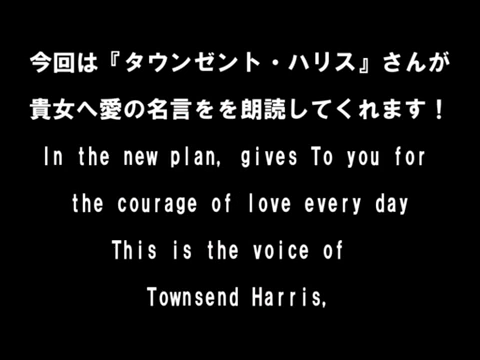 今回は『タウンゼント・ハリス』さんが
貴女へ愛の名言をを朗読してくれます！
In the new plan, gives To you for
the courage of love every day
This is the voice of
Townsend Harris,